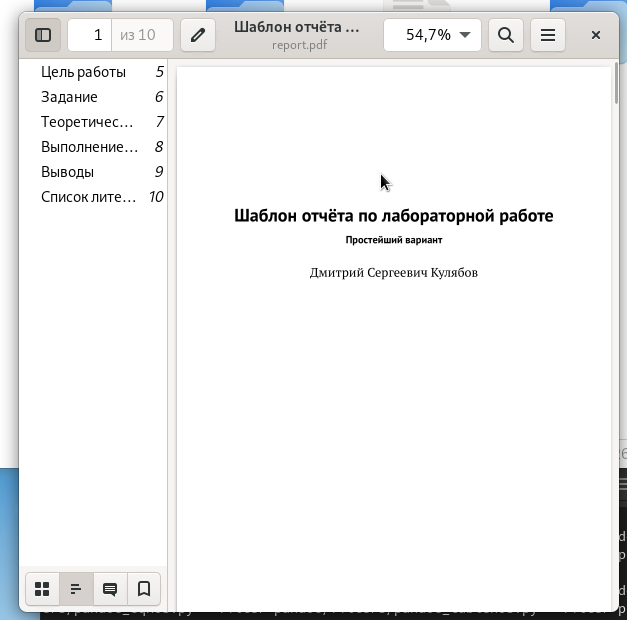 1 из 10
Шаблон отчёта …
report.pdf
54,7%
Цель работы 5
Задание 6
Теоретичес… 7
Выполнение… 8
Выводы 9
Список лите… 10
Шаблон отчёта по лабораторной работе
Простейший вариант
Дмитрий Сергеевич Кулябов